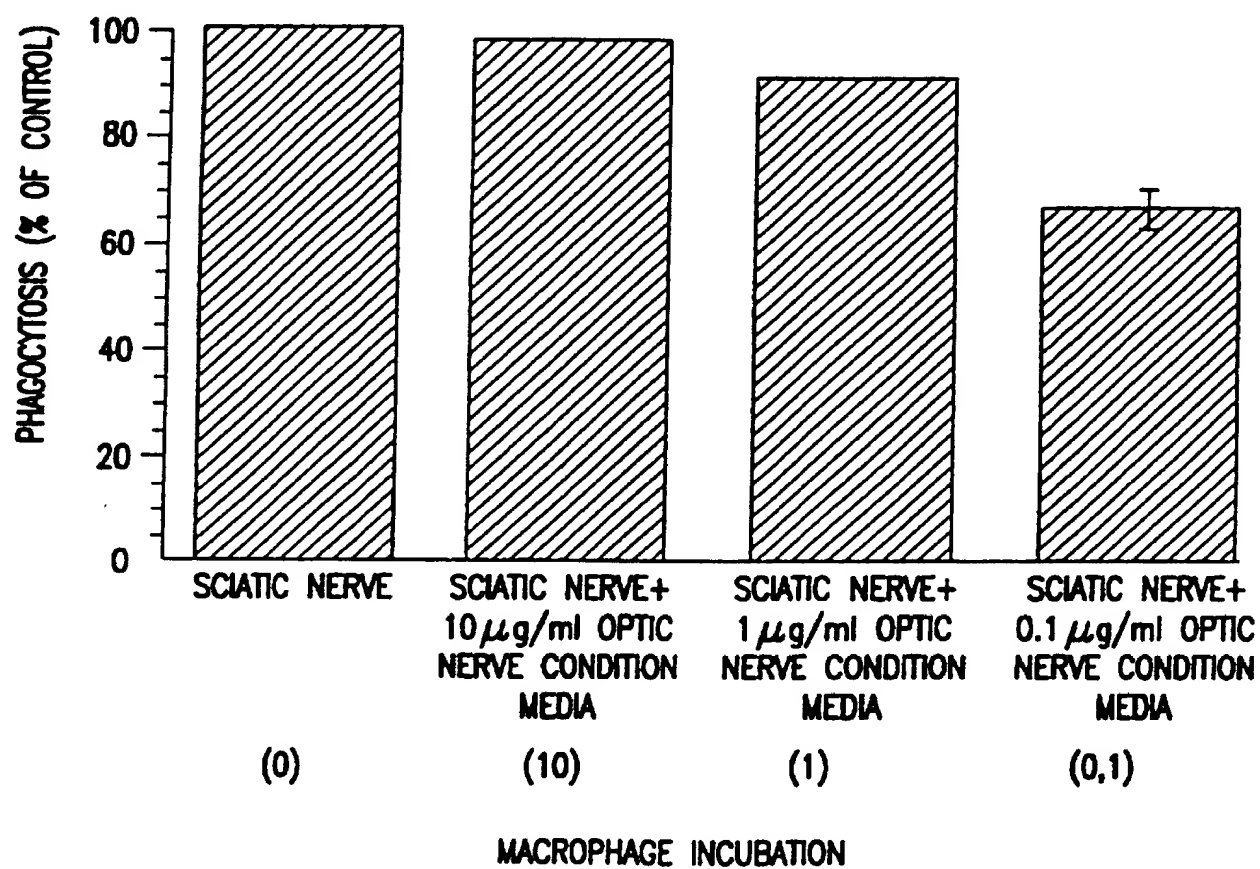 PHAGOCYTOSIS (% OF CONTROL)
100
80
60
40
20
0
SCIATIC NERVE
SCIATIC NERVE+
10 μg/ml OPTIC
NERVE CONDITION
MEDIA
SCIATIC NERVE+
1 μg/ml OPTIC
NERVE CONDITION
MEDIA
SCIATIC NERVE+
0.1 μg/ml OPTIC
NERVE CONDITION
MEDIA
(0)
(10)
(1)
(0,1)
MACROPHAGE INCUBATION